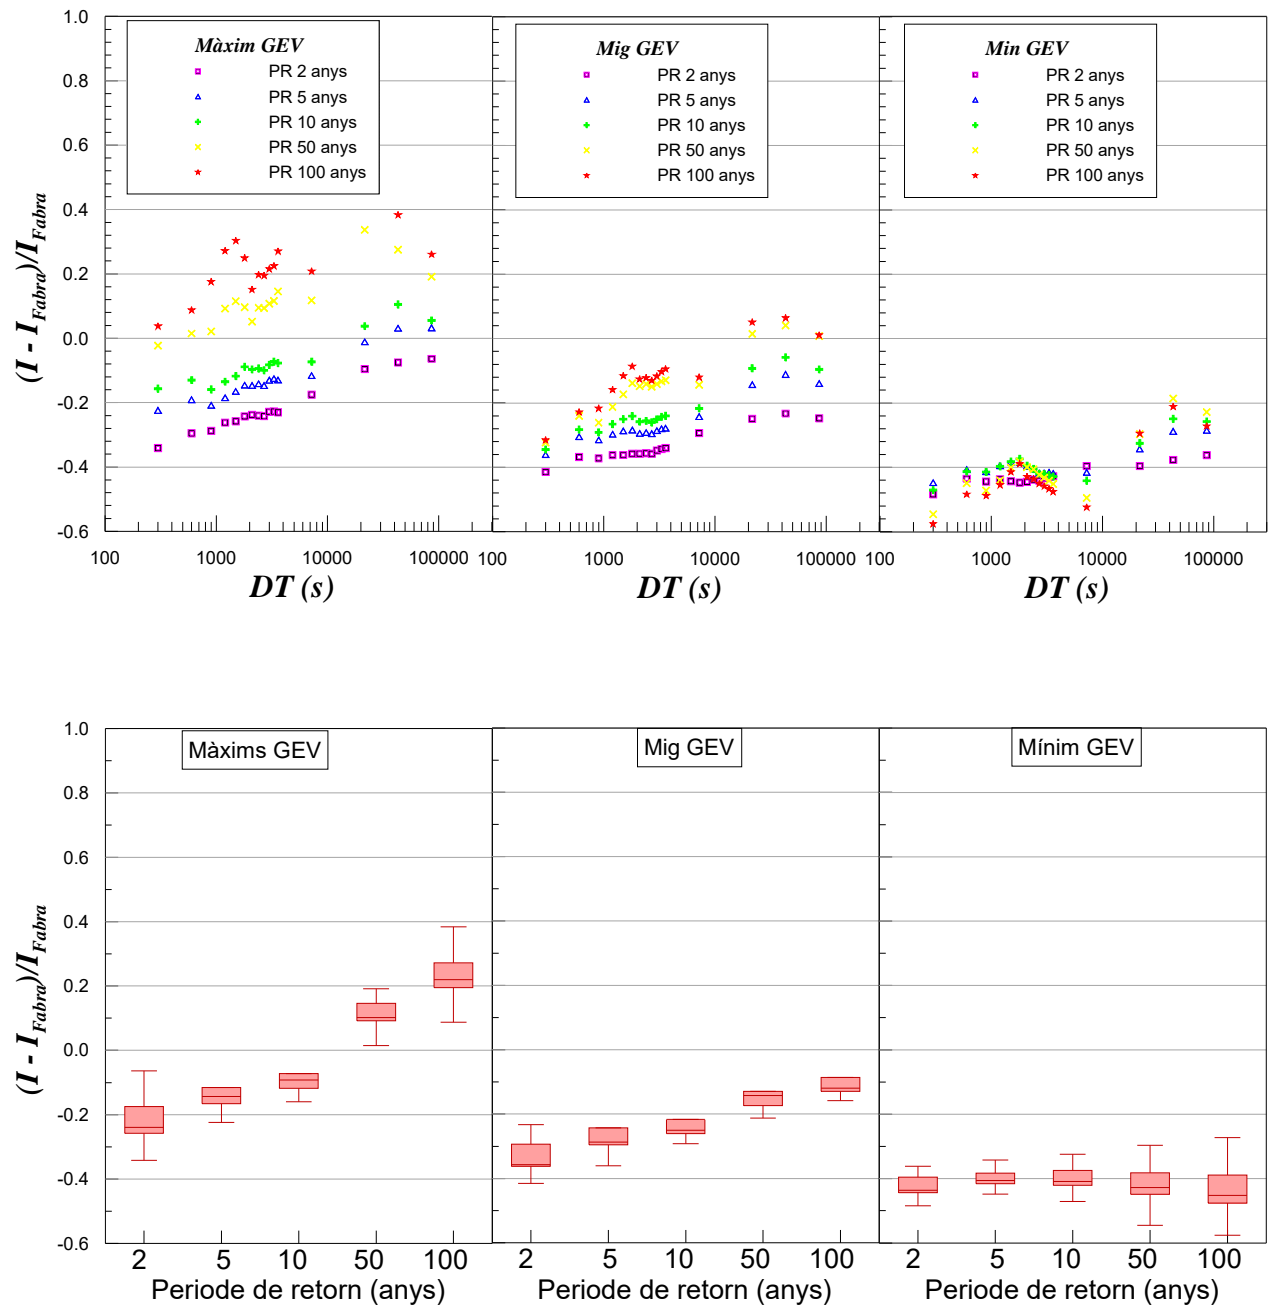 1.0
0.8
0.6
0.4
0.2
0.0
-0.2
-0.4
-0.6
(I - I_Fabra)/I_Fabra
Màxim GEV
PR 2 anys
PR 5 anys
PR 10 anys
PR 50 anys
PR 100 anys
Mig GEV
PR 2 anys
PR 5 anys
PR 10 anys
PR 50 anys
PR 100 anys
Min GEV
PR 2 anys
PR 5 anys
PR 10 anys
PR 50 anys
PR 100 anys
100 1000 10000 100000
100 1000 10000 100000
100 1000 10000 100000
DT (s)
DT (s)
DT (s)
1.0
0.8
0.6
0.4
0.2
0.0
-0.2
-0.4
-0.6
(I - I_Fabra)/I_Fabra
Màxims GEV
Mig GEV
Mínim GEV
2 5 10 50 100
2 5 10 50 100
2 5 10 50 100
Periode de retorn (anys)
Periode de retorn (anys)
Periode de retorn (anys)